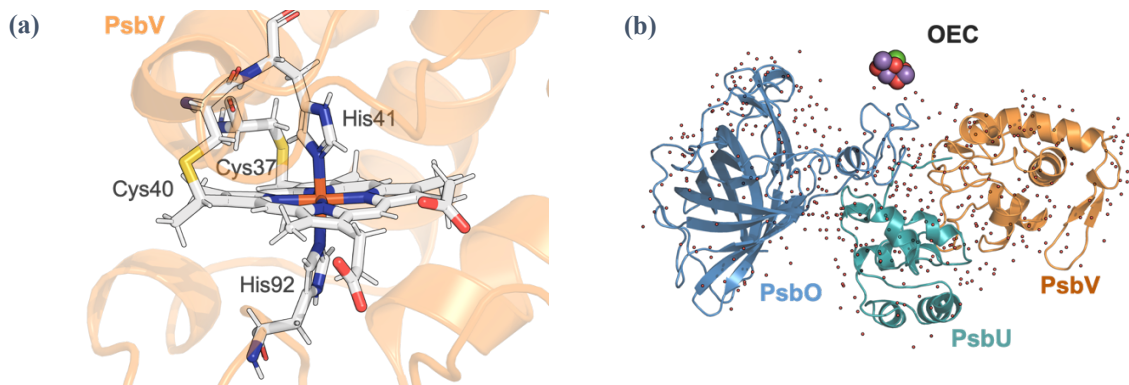 (a)
PsbV
His41
Cys37
Cys40
His92
(b)
OEC
PsbO
PsbV
PsbU